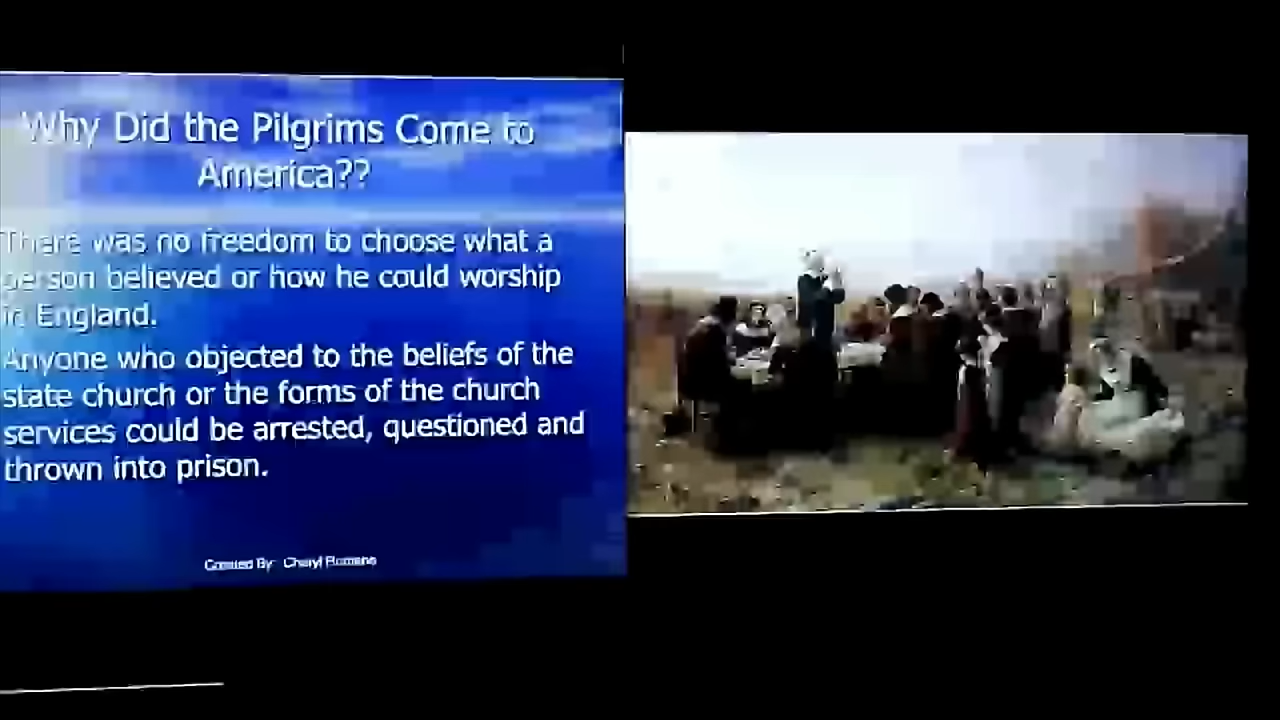 Why Did the Pilgrims Come to
America??
There was no freedom to choose what a
person believed or how he could worship
in England.
Anyone who objected to the beliefs of the
state church or the forms of the church
services could be arrested, questioned and
thrown into prison.
Created By: Cheryl Romans